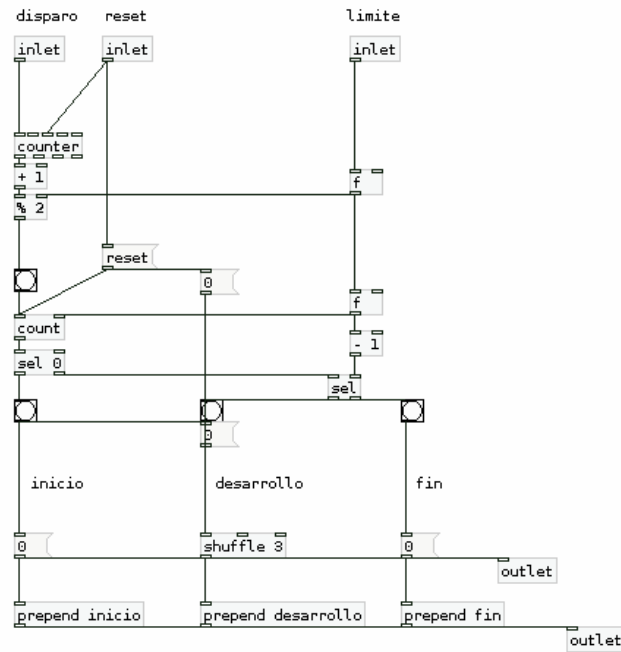 disparo reset limite
inlet inlet inlet
counter
+ 1
f
% 2
reset
0
f
count
- 1
sel 0
sel
0
inicio desarrollo fin
0 shuffle 3 0
outlet
prepend inicio prepend desarrollo prepend fin
outlet